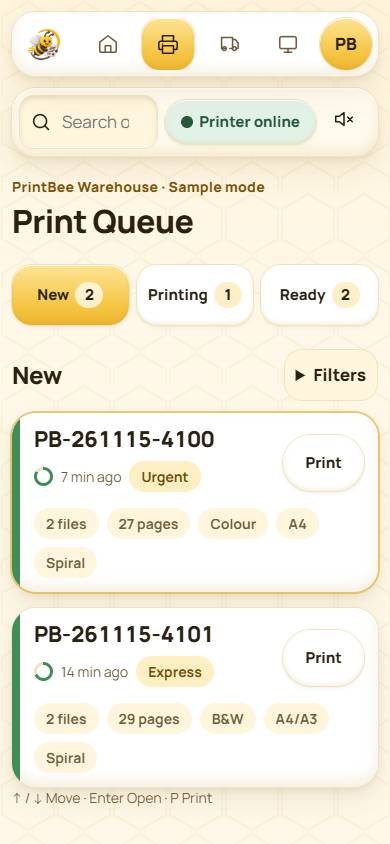 PB
Search o
Printer online
PrintBee Warehouse · Sample mode
Print Queue
New 2
Printing 1
Ready 2
New
▶ Filters
PB-261115-4100
Print
7 min ago Urgent
2 files 27 pages Colour A4
Spiral
PB-261115-4101
Print
14 min ago Express
2 files 29 pages B&W A4/A3
Spiral
↑ / ↓ Move · Enter Open · P Print